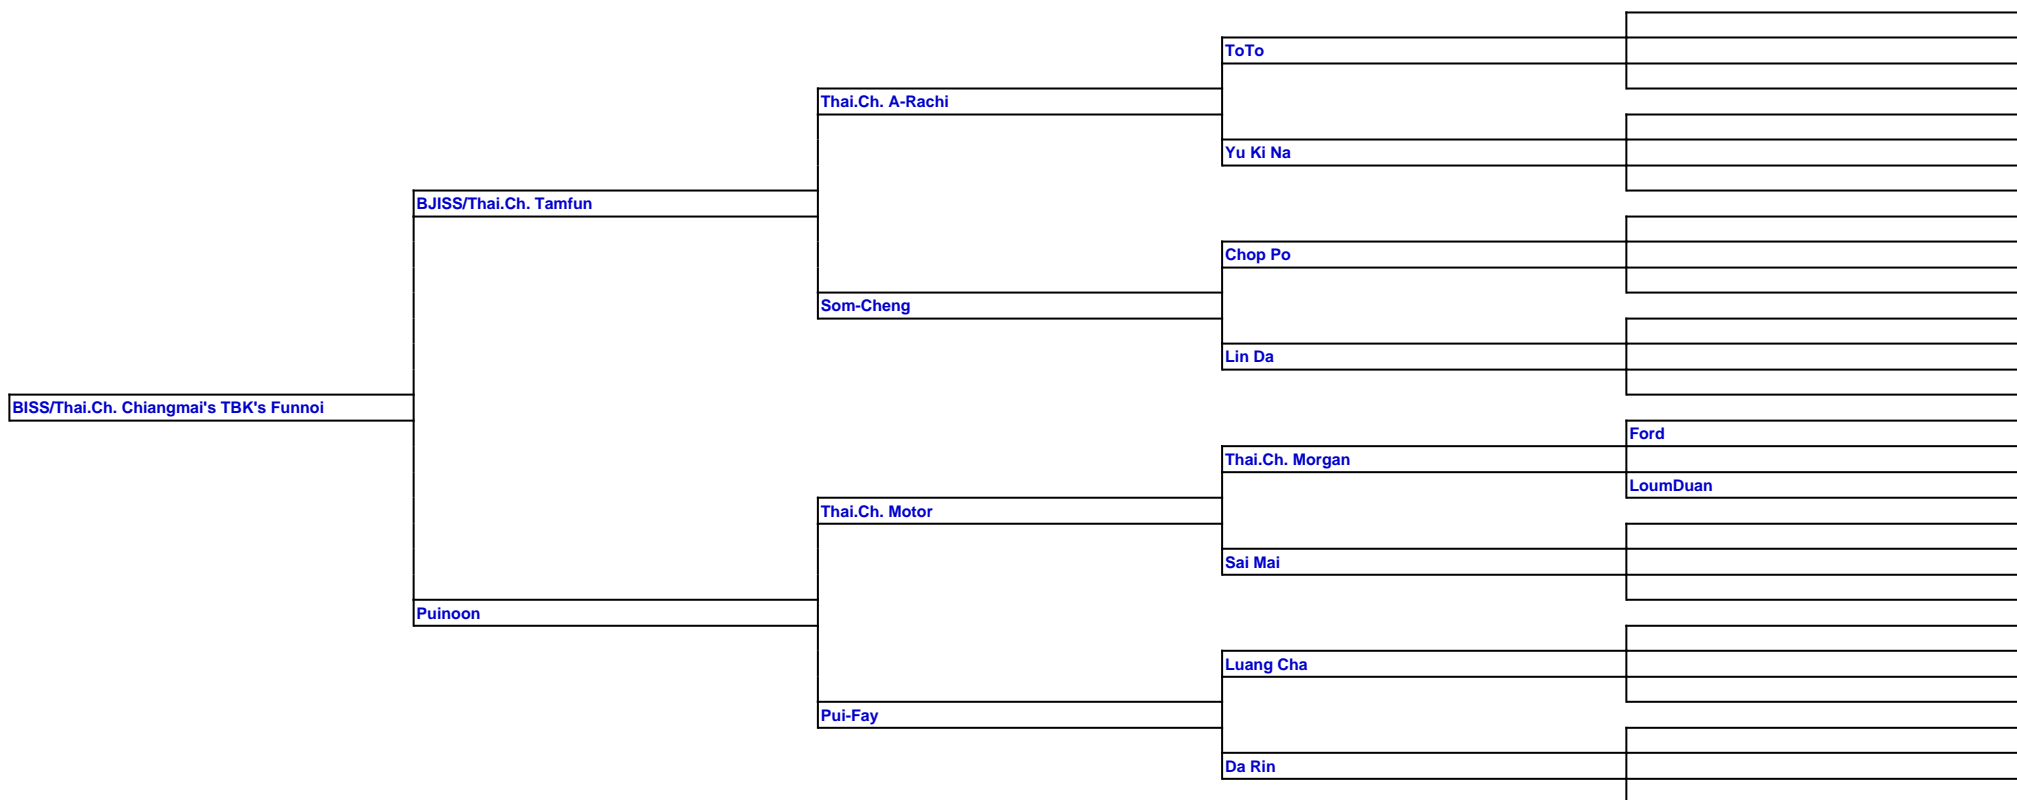 ToTo
Thai.Ch. A-Rachi
Yu Ki Na
BJISS/Thai.Ch. Tamfun
Chop Po
Som-Cheng
Lin Da
BISS/Thai.Ch. Chiangmai's TBK's Funnoi
Ford
Thai.Ch. Morgan
LoumDuan
Thai.Ch. Motor
Sai Mai
Puinoon
Luang Cha
Pui-Fay
Da Rin